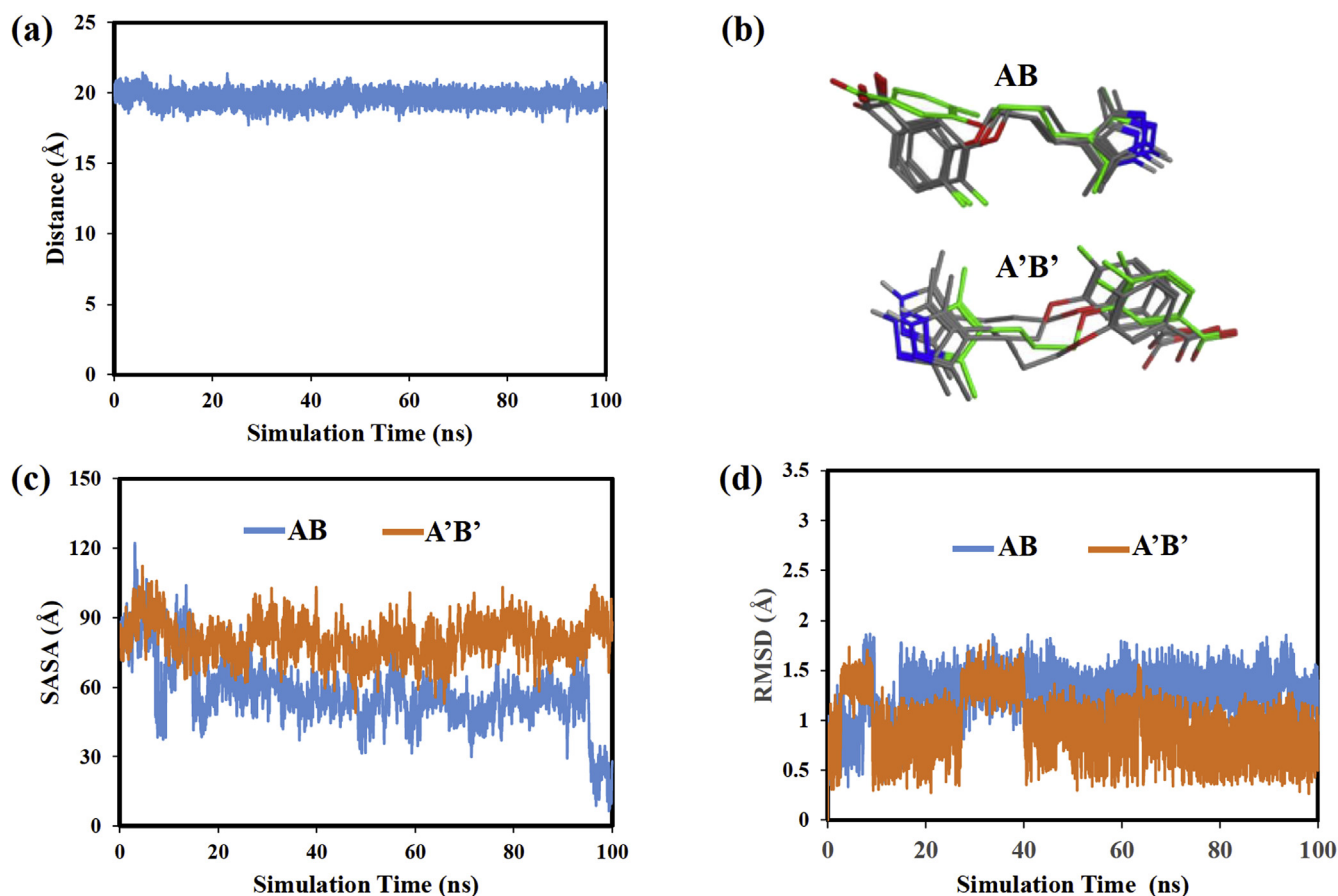 (a)
25
20
15
10
5
0
Distance (Å)
0 20 40 60 80 100
Simulation Time (ns)
(b)
AB
A’B’
(c)
150
120
90
60
30
0
SASA (Å)
AB A’B’
0 20 40 60 80 100
Simulation Time (ns)
(d)
3.5
3
2.5
2
1.5
1
0.5
0
RMSD (Å)
AB A’B’
0 20 40 60 80 100
Simulation Time (ns)